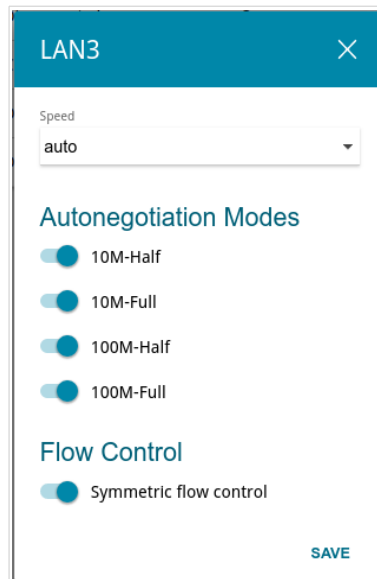 LAN3
Speed
auto
Autonegotiation Modes
10M-Half
10M-Full
100M-Half
100M-Full
Flow Control
Symmetric flow control
SAVE